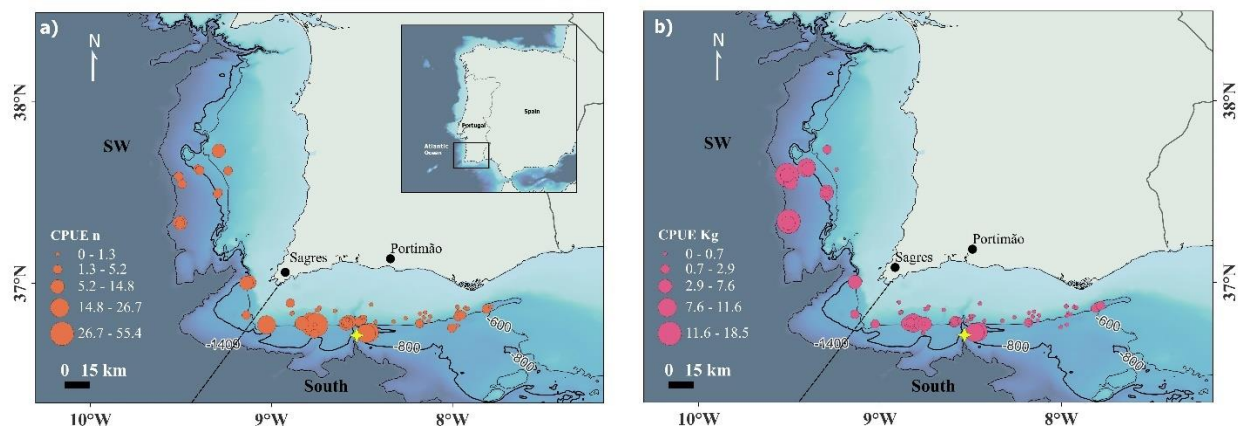 a)
N
38°N
37°N
SW
CPUE n
0 - 1.3
1.3 - 5.2
5.2 - 14.8
14.8 - 26.7
26.7 - 55.4
0 15 km
Sagres
Portimão
Portugal
Spain
Atlantic
Ocean
-600
-800
-800
-1400
South
10°W
9°W
8°W
b)
N
38°N
37°N
SW
CPUE Kg
0 - 0.7
0.7 - 2.9
2.9 - 7.6
7.6 - 11.6
11.6 - 18.5
0 15 km
Sagres
Portimão
-600
-800
-800
-1400
South
10°W
9°W
8°W